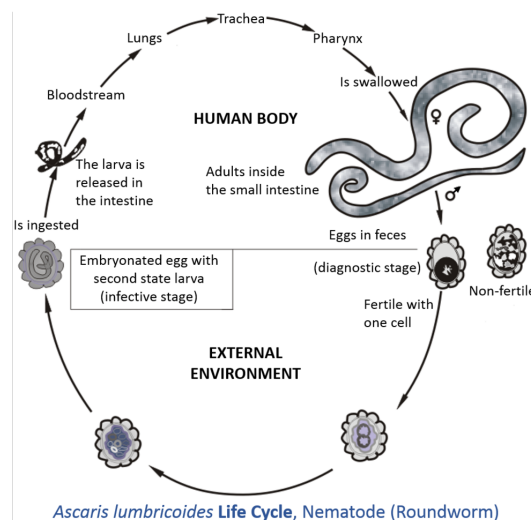 Trachea
Lungs
Pharynx
Is swallowed
Bloodstream
HUMAN BODY
♀
The larva is
released in
the intestine
Adults inside
the small intestine
♂
Is ingested
Eggs in feces
Embryonated egg with
second state larva
(infective stage)
(diagnostic stage)
Non-fertile
Fertile with
one cell
EXTERNAL
ENVIRONMENT
Ascaris lumbricoides Life Cycle, Nematode (Roundworm)